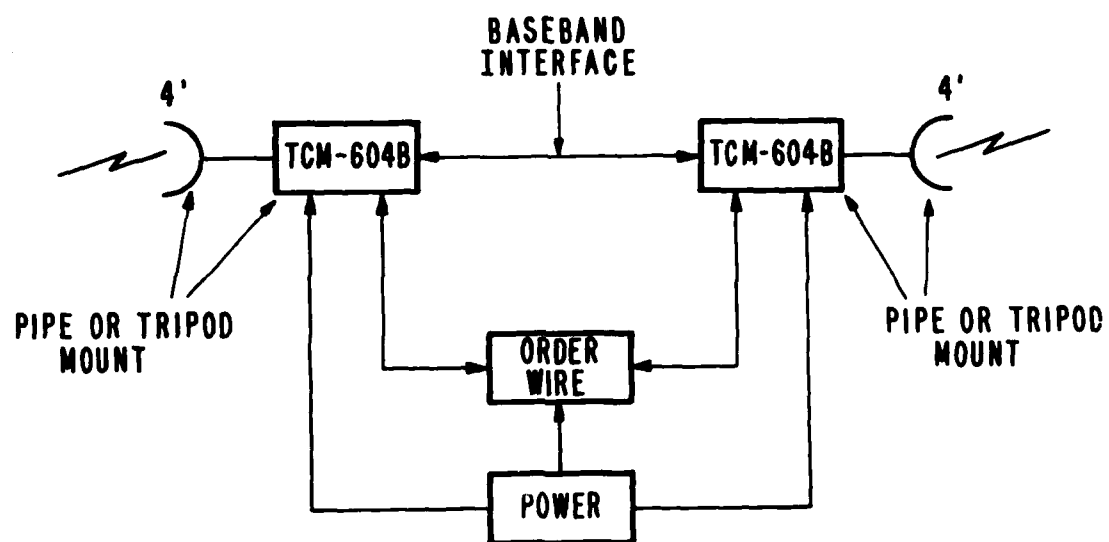 BASEBAND
INTERFACE
4'
4'
TCM-604B
TCM-604B
PIPE OR TRIPOD
MOUNT
PIPE OR TRIPOD
MOUNT
ORDER
WIRE
POWER